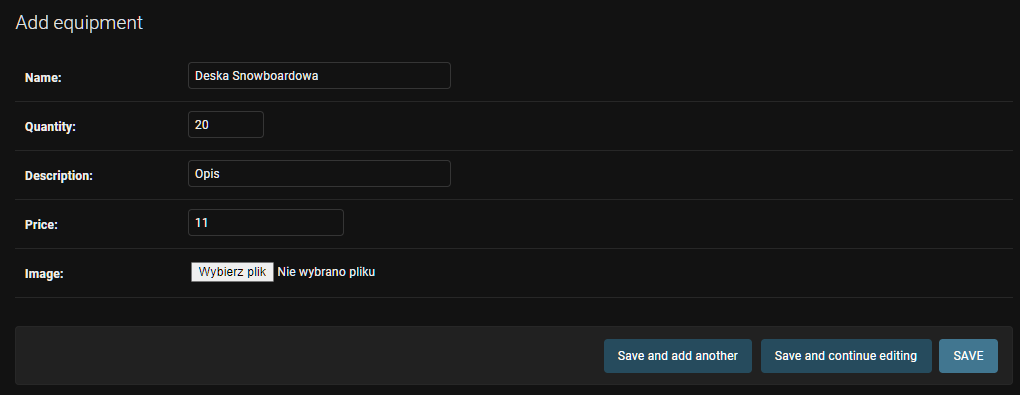 Add equipment
Name: Deska Snowboardowa
Quantity: 20
Description: Opis
Price: 11
Image: Wybierz plik Nie wybrano pliku
Save and add another Save and continue editing SAVE